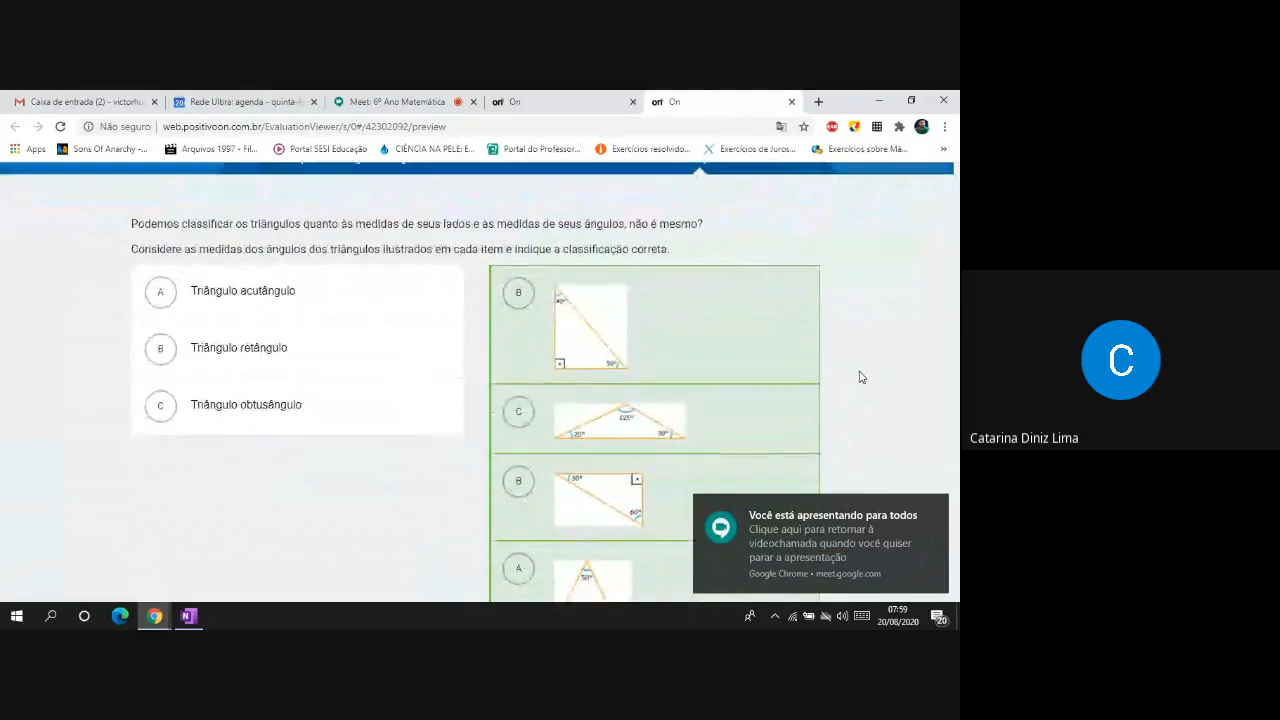 Caixa de entrada (2) - victorhu
Rede Ulbra: agenda - quinta-fe
Meet: 6º Ano Matemática
On
On
Não seguro
web.positivoon.com.br/EvaluationViewer/s/0#/42302092/preview
Apps
Sons Of Anarchy -...
Arquivos 1997 - Fil...
Portal SESI Educação
CIÊNCIA NA PELE: E...
Portal do Professor...
Exercícios resolvido...
Exercícios de Juros...
Exercícios sobre Má...
»
Podemos classificar os triângulos quanto às medidas de seus lados e às medidas de seus ângulos, não é mesmo?
Considere as medidas dos ângulos dos triângulos ilustrados em cada item e indique a classificação correta.
A Triângulo acutângulo
B Triângulo retângulo
C Triângulo obtusângulo
B
40°
50°
C
125°
25°
30°
B
30°
60°
A
50°
Você está apresentando para todos
Clique aqui para retornar à
videochamada quando você quiser
parar a apresentação
Google Chrome • meet.google.com
07:59
20/08/2020
20
C
Catarina Diniz Lima